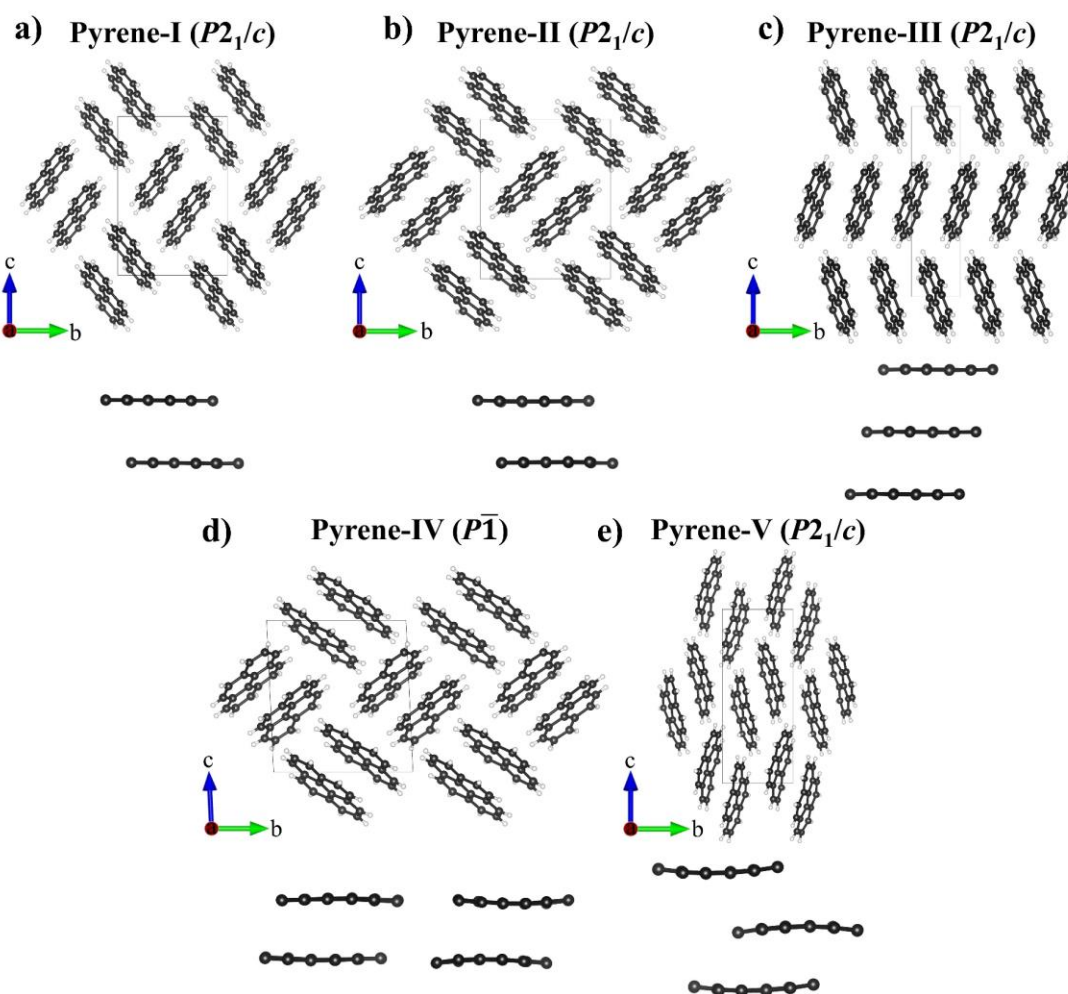 a) Pyrene-I (P2₁/c)
b) Pyrene-II (P2₁/c)
c) Pyrene-III (P2₁/c)
c
b
c
b
c
b
d) Pyrene-IV (P1̅)
e) Pyrene-V (P2₁/c)
c
b
c
b